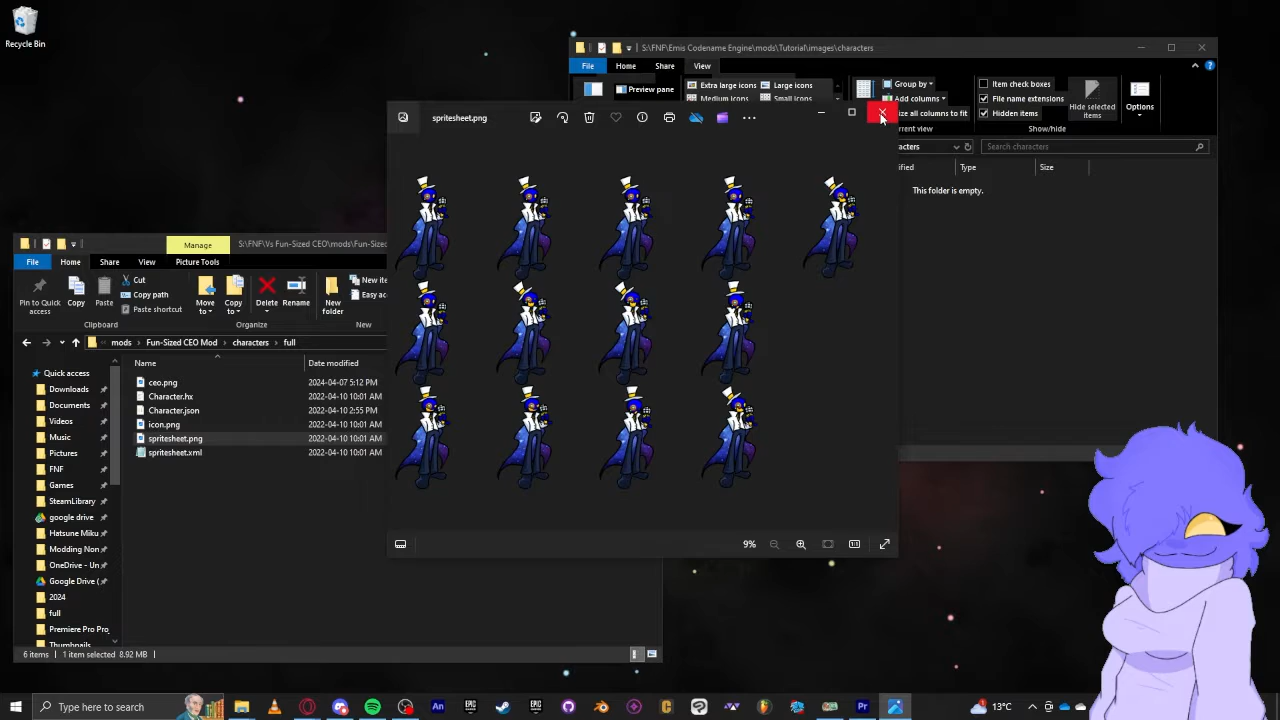 Recycle Bin
S:\FNF\Emis Codename Engine\mods\Tutorial\images\characters
File
Home
Share
View
Preview pane
Extra large icons
Large icons
Medium icons
Small icons
Group by
Add columns
Size all columns to fit
Item check boxes
File name extensions
Hidden items
Hide selected
items
Options
Show/hide
Search characters
Type
Size
This folder is empty.
spritesheet.png
9%
Manage
S:\FNF\Vs Fun-Sized CEO\mods\Fun-Sized
File
Home
Share
View
Picture Tools
Pin to Quick
access
Copy
Paste
Cut
Copy path
Paste shortcut
Clipboard
Move
to
Copy
to
Delete
Rename
Organize
New
folder
New item
Easy
New
mods
Fun-Sized CEO Mod
characters
full
Name
Date modified
Quick access
Downloads
Documents
Videos
Music
Pictures
FNF
Games
SteamLibrary
google drive
Hatsune Miku
Modding Non
OneDrive - Un
Google Drive (
2024
full
Premiere Pro Pro
Thumbnails
ceo.png
2024-04-07 5:12 PM
Character.hx
2022-04-10 10:01 AM
Character.json
2022-04-10 2:55 PM
icon.png
2022-04-10 10:01 AM
spritesheet.png
2022-04-10 10:01 AM
spritesheet.xml
2022-04-10 10:01 AM
6 items
1 item selected 8.92 MB
Type here to search
An
EPIC
EPIC
Pr
13°C